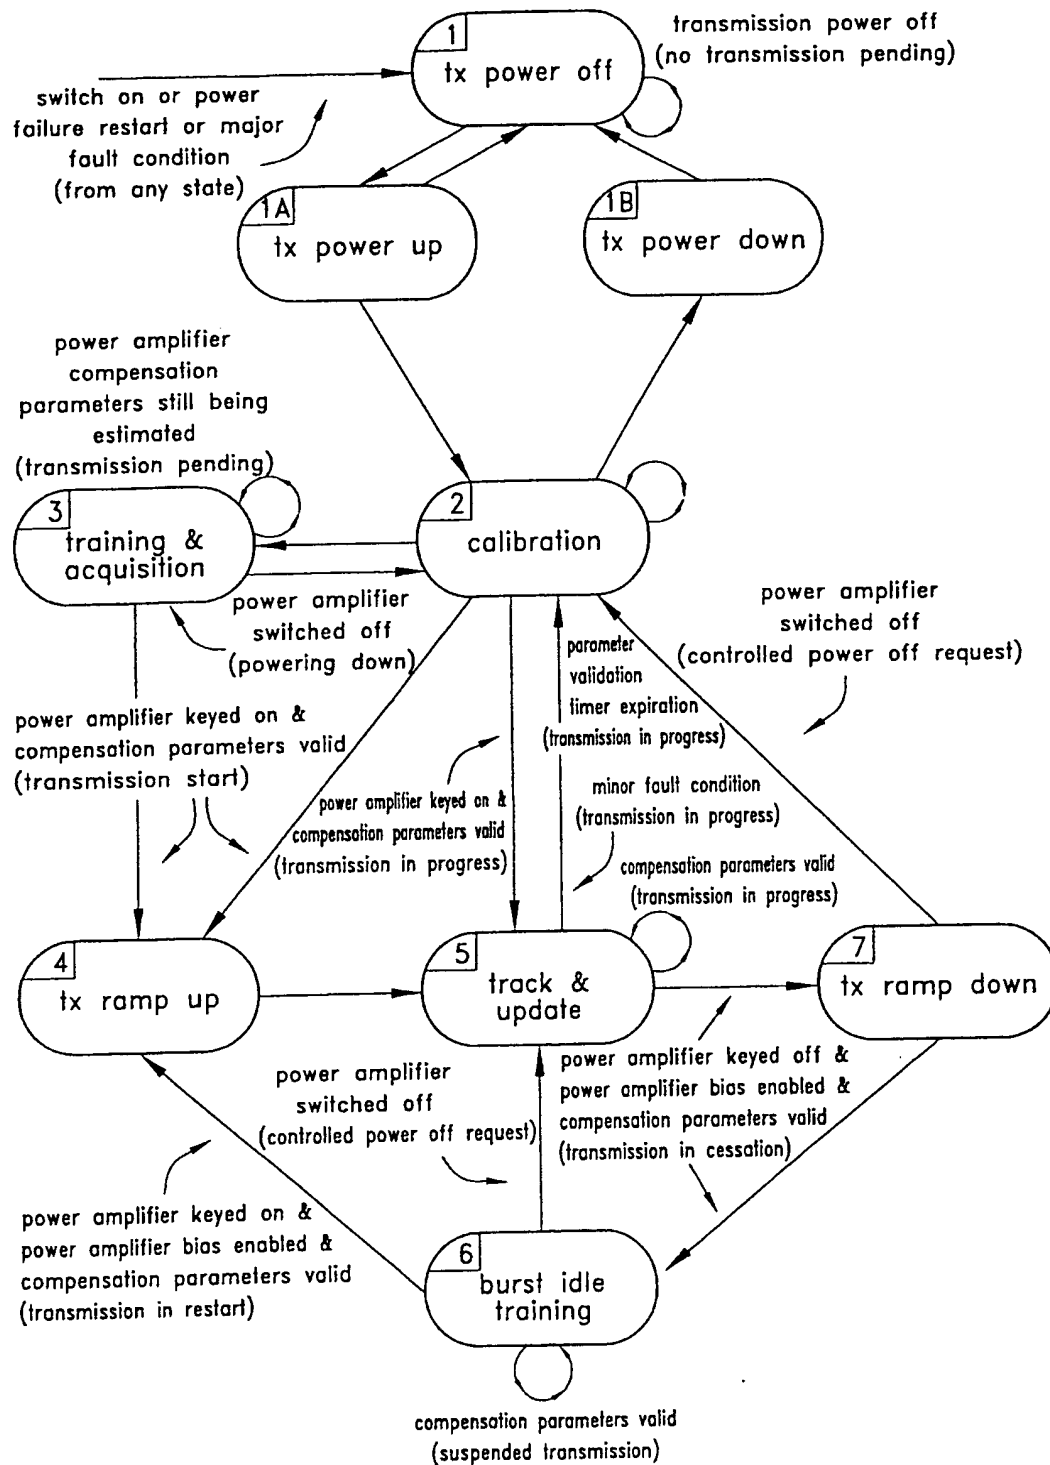 1
tx power off
transmission power off
(no transmission pending)
switch on or power
failure restart or major
fault condition
(from any state)
1A
tx power up
1B
tx power down
power amplifier
compensation
parameters still being
estimated
(transmission pending)
3
training &
acquisition
2
calibration
power amplifier
switched off
(powering down)
parameter
validation
timer expiration
(transmission in progress)
power amplifier
switched off
(controlled power off request)
power amplifier keyed on &
compensation parameters valid
(transmission start)
power amplifier keyed on &
compensation parameters valid
(transmission in progress)
minor fault condition
(transmission in progress)
compensation parameters valid
(transmission in progress)
4
tx ramp up
5
track &
update
7
tx ramp down
power amplifier
switched off
(controlled power off request)
power amplifier keyed off &
power amplifier bias enabled &
compensation parameters valid
(transmission in cessation)
power amplifier keyed on &
power amplifier bias enabled &
compensation parameters valid
(transmission in restart)
6
burst idle
training
compensation parameters valid
(suspended transmission)